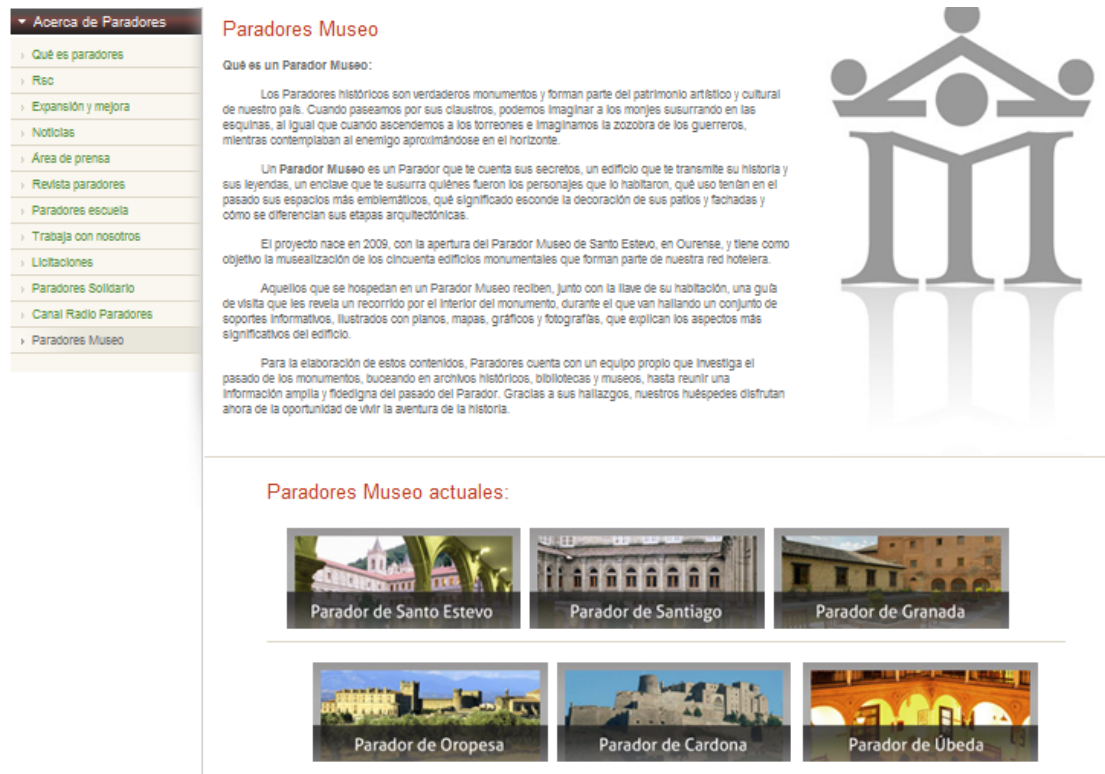 Acerca de Paradores
Qué es paradores
Rsc
Expansión y mejora
Noticias
Área de prensa
Revista paradores
Paradores escuela
Trabaja con nosotros
Licitaciones
Paradores Solidario
Canal Radio Paradores
Paradores Museo
Paradores Museo
Qué es un Parador Museo:
Los Paradores históricos son verdaderos monumentos y forman parte del patrimonio artístico y cultural
de nuestro país. Cuando paseamos por sus claustros, podemos imaginar a los monjes susurrando en las
esquinas, al igual que cuando ascendemos a los torreones e imaginamos la zozobra de los guerreros,
mientras contemplaban al enemigo aproximándose en el horizonte.
Un Parador Museo es un Parador que te cuenta sus secretos, un edificio que te transmite su historia y
sus leyendas, un enclave que te susurra quiénes fueron los personajes que lo habitaron, qué uso tenían en el
pasado sus espacios más emblemáticos, qué significado esconde la decoración de sus patios y fachadas y
cómo se diferencian sus etapas arquitectónicas.
El proyecto nace en 2009, con la apertura del Parador Museo de Santo Estevo, en Ourense, y tiene como
objetivo la musealización de los cincuenta edificios monumentales que forman parte de nuestra red hotelera.
Aquellos que se hospedan en un Parador Museo reciben, junto con la llave de su habitación, una guía
de visita que les revela un recorrido por el interior del monumento, durante el que van hallando un conjunto de
soportes informativos, ilustrados con planos, mapas, gráficos y fotografías, que explican los aspectos más
significativos del edificio.
Para la elaboración de estos contenidos, Paradores cuenta con un equipo propio que investiga el
pasado de los monumentos, buceando en archivos históricos, bibliotecas y museos, hasta reunir una
información amplia y fidedigna del pasado del Parador. Gracias a sus hallazgos, nuestros huéspedes disfrutan
ahora de la oportunidad de vivir la aventura de la historia.
Paradores Museo actuales:
Parador de Santo Estevo
Parador de Santiago
Parador de Granada
Parador de Oropesa
Parador de Cardona
Parador de Úbeda